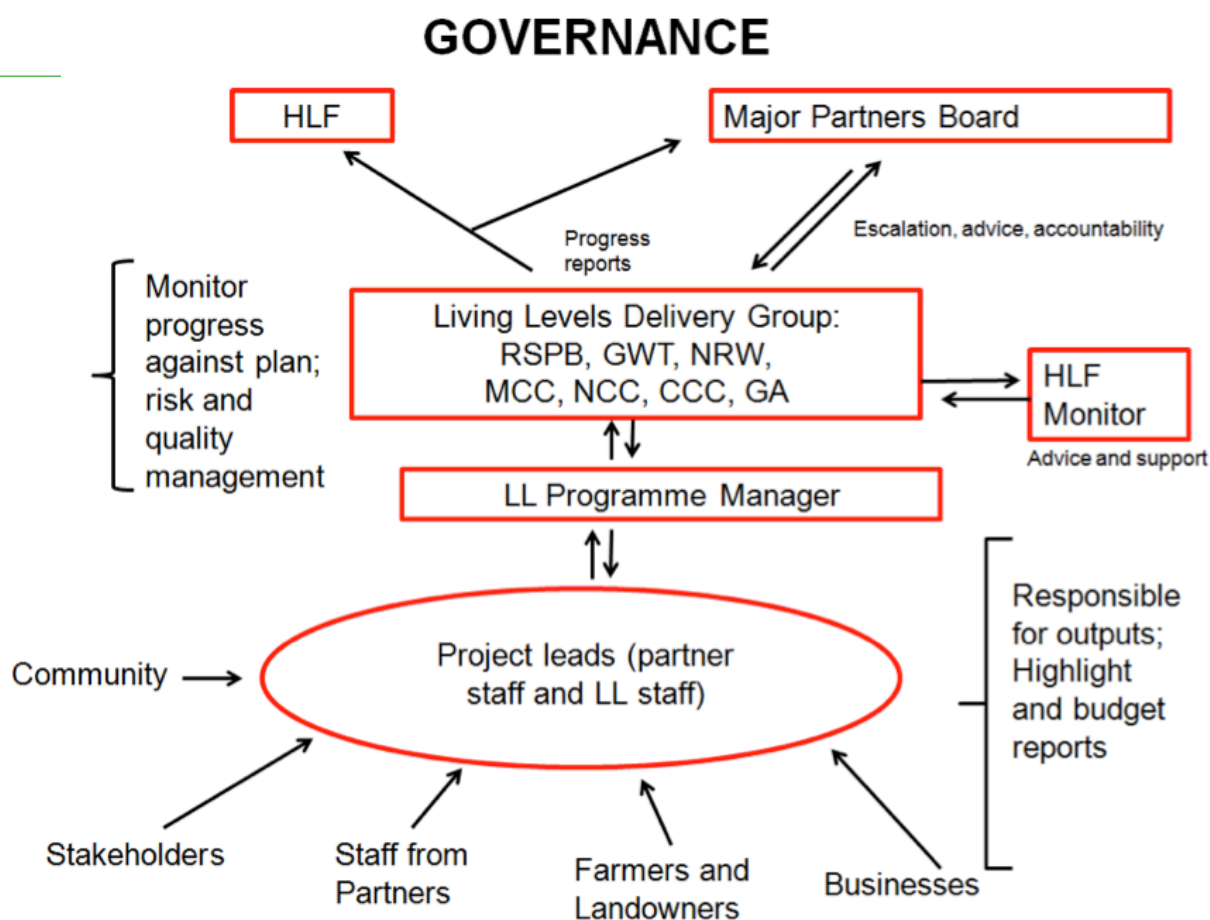 GOVERNANCE
HLF
Major Partners Board
Progress
reports
Escalation, advice, accountability
Monitor
progress
against plan;
risk and
quality
management
Living Levels Delivery Group:
RSPB, GWT, NRW,
MCC, NCC, CCC, GA
HLF
Monitor
Advice and support
LL Programme Manager
Project leads (partner
staff and LL staff)
Responsible
for outputs;
Highlight
and budget
reports
Community
Stakeholders
Staff from
Partners
Farmers and
Landowners
Businesses